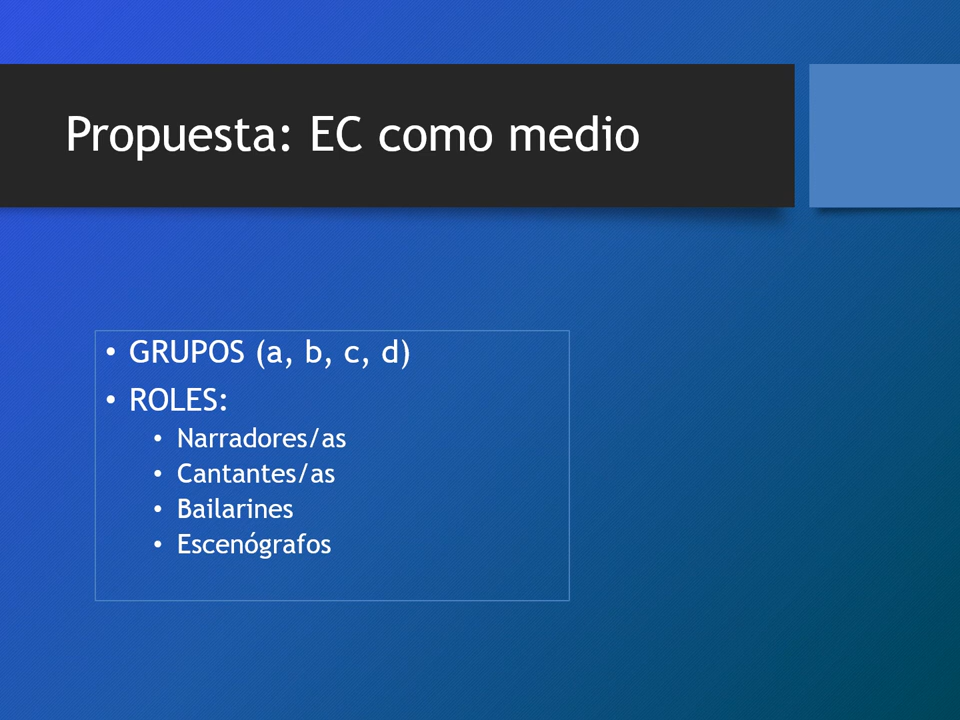 Propuesta: EC como medio
• GRUPOS (a, b, c, d)
• ROLES:
• Narradores/as
• Cantantes/as
• Bailarines
• Escenógrafos